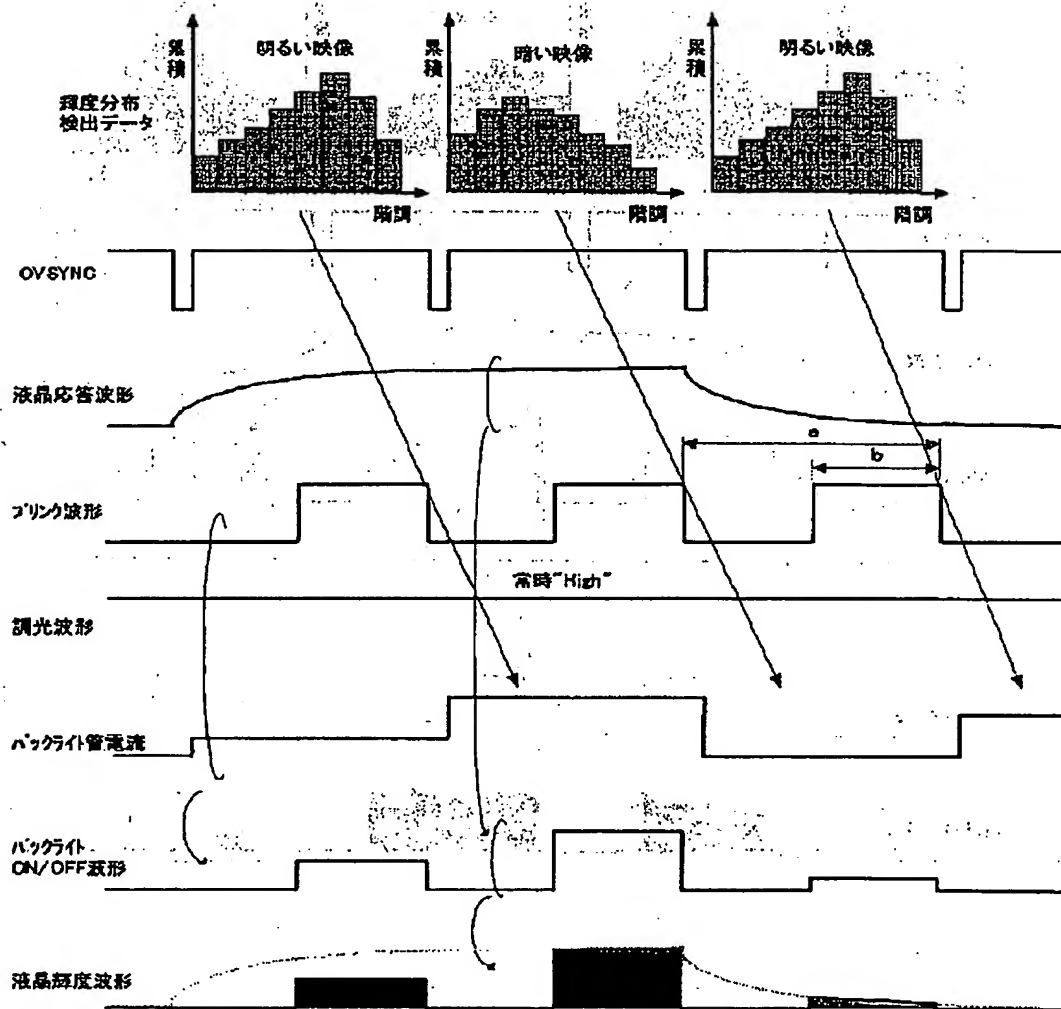 累積
明るい映像
累積
暗い映像
累積
明るい映像
輝度分布
検出データ
階調
階調
階調
OVSYNC
液晶応答波形
a
b
ブリンク波形
常時"High"
調光波形
バックライト管電流
バックライト
ON/OFF波形
液晶輝度波形